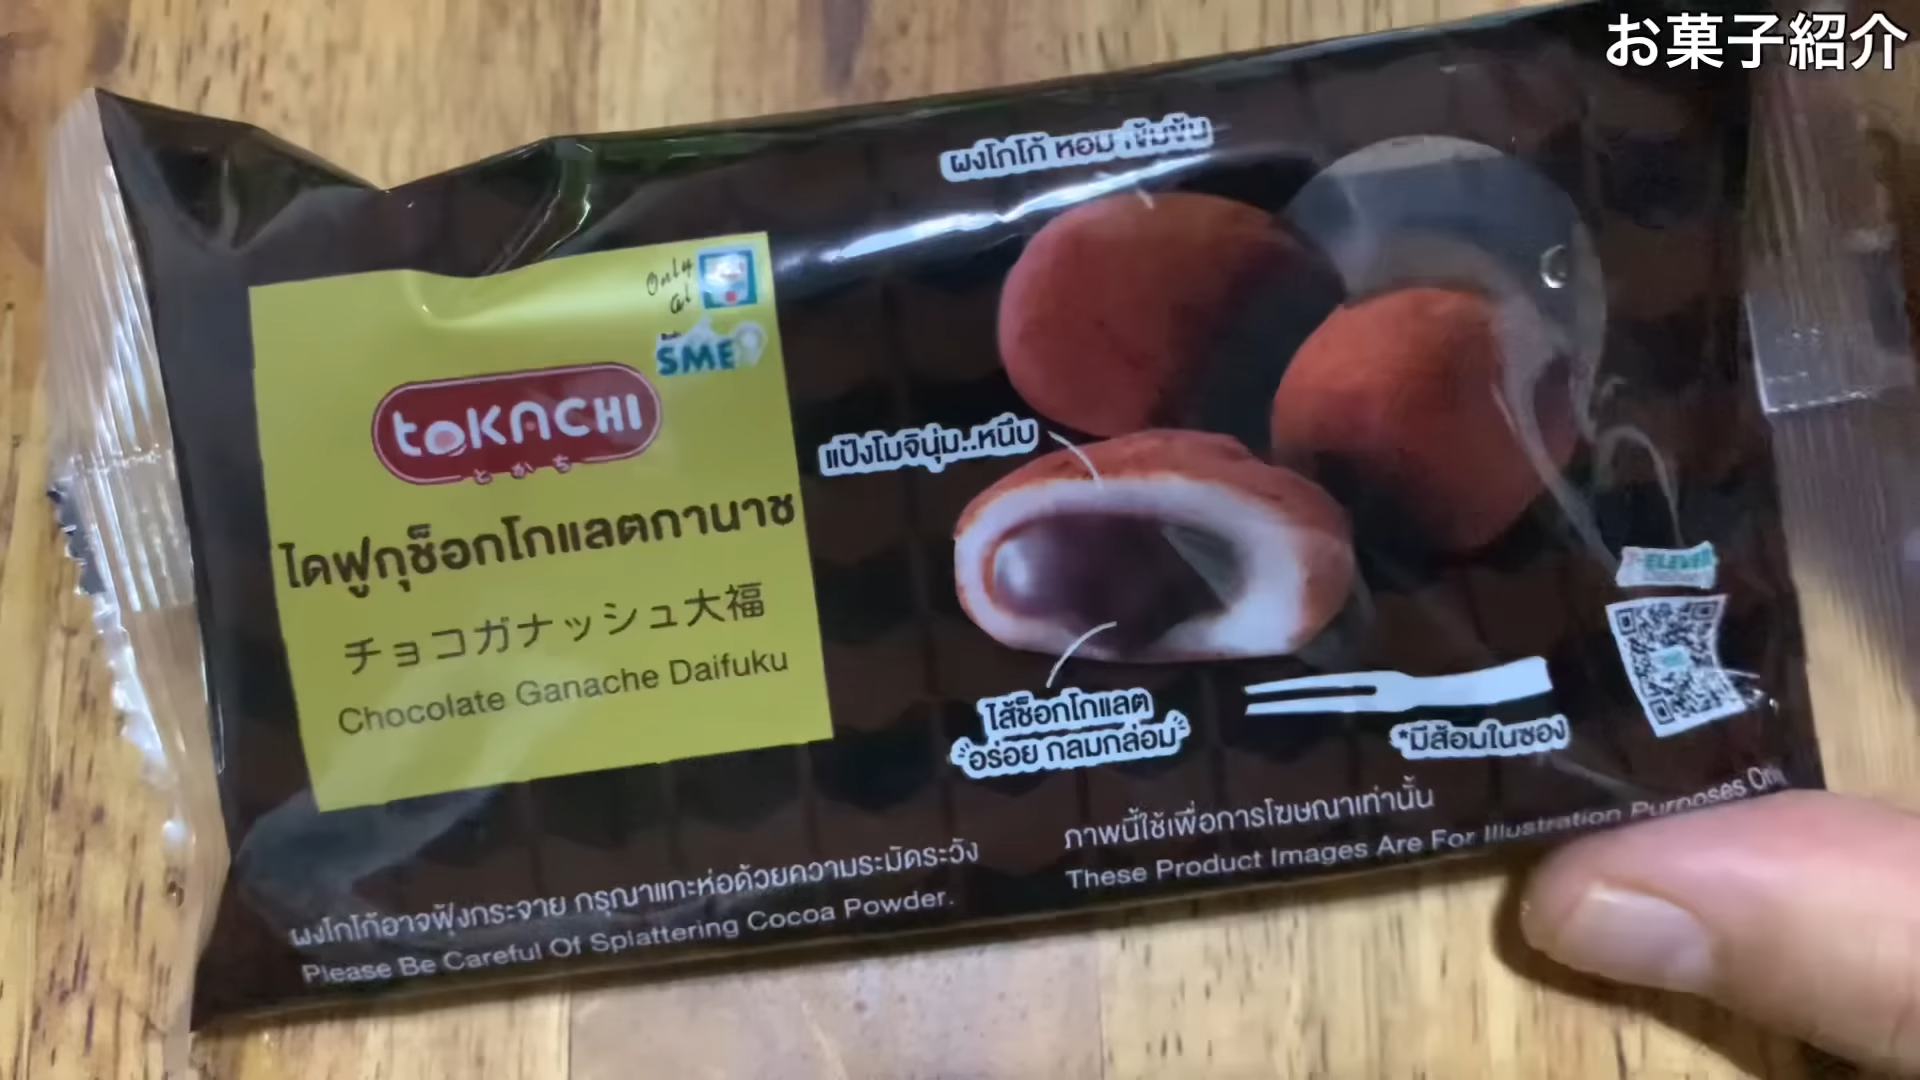 お菓子紹介
ผงโกโก้ หอม เข้มข้น
Only
at
SME
toKACHI
とかち
แป้งโมจินุ่ม..หนึบ
ไดฟูกุช็อกโกแลตกานาช
チョコガナッシュ大福
Chocolate Ganache Daifuku
7-ELEVEN
ไส้ช็อกโกแลต
อร่อย กลมกล่อม
*มีส้อมในซอง
ผงโกโก้อาจฟุ้งกระจาย กรุณาแกะห่อด้วยความระมัดระวัง
Please Be Careful Of Splattering Cocoa Powder.
ภาพนี้ใช้เพื่อการโฆษณาเท่านั้น
These Product Images Are For Illustration Purposes Only